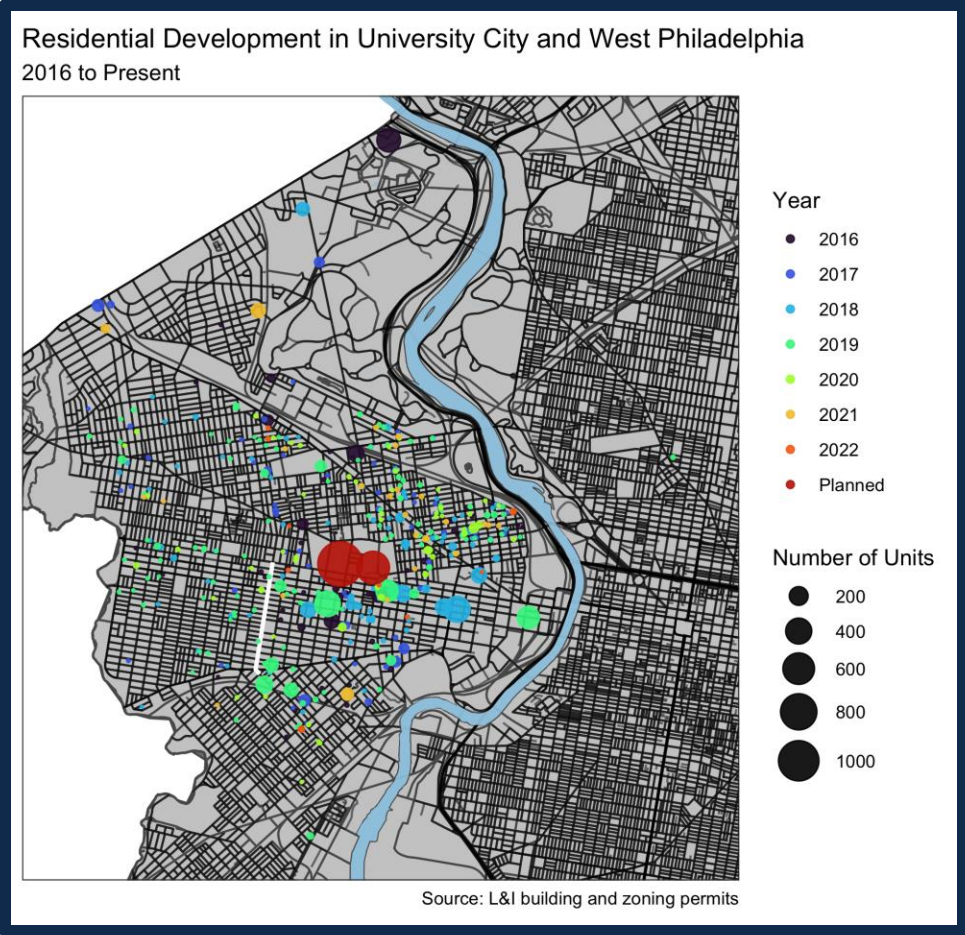 Residential Development in University City and West Philadelphia
2016 to Present
Year
2016
2017
2018
2019
2020
2021
2022
Planned
Number of Units
200
400
600
800
1000
Source: L&I building and zoning permits